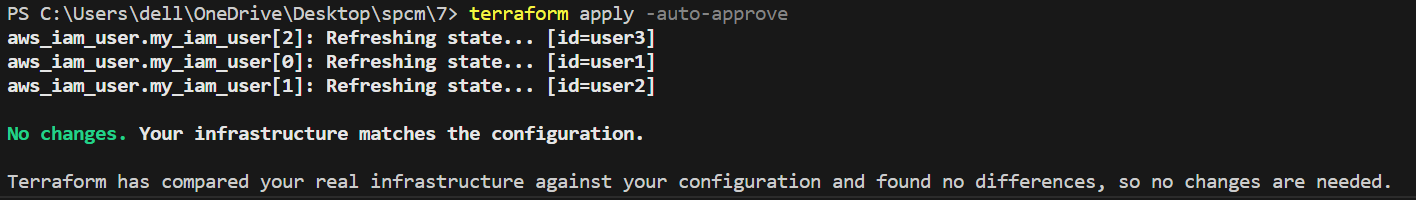 PS C:\Users\dell\OneDrive\Desktop\spcm\7> terraform apply -auto-approve
aws_iam_user.my_iam_user[2]: Refreshing state... [id=user3]
aws_iam_user.my_iam_user[0]: Refreshing state... [id=user1]
aws_iam_user.my_iam_user[1]: Refreshing state... [id=user2]
No changes. Your infrastructure matches the configuration.
Terraform has compared your real infrastructure against your configuration and found no differences, so no changes are needed.